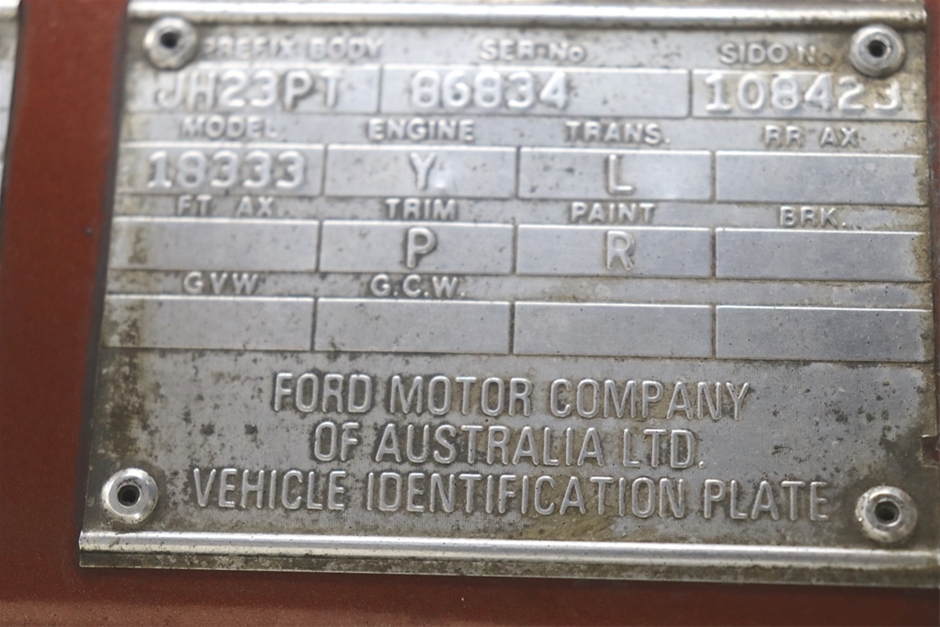 PREFIX BODY SER·No SIDO No
JH23PT 86834 108423
MODEL ENGINE TRANS. RR AX
18333 Y L
FT AX TRIM PAINT BRK.
P R
GVW G.C.W.
FORD MOTOR COMPANY
OF AUSTRALIA LTD.
VEHICLE IDENTIFICATION PLATE